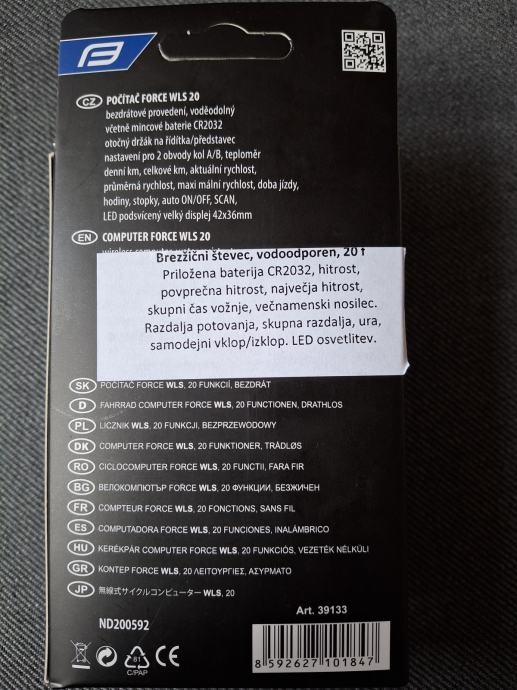 CZ POČÍTAČ FORCE WLS 20
bezdrátové provedení, voděodolný
včetně mincové baterie CR2032
otočný držák na řídítka/představec
nastavení pro 2 obvody kol A/B, teploměr
denní km, celkové km, aktuální rychlost,
průměrná rychlost, maxi mální rychlost, doba jízdy,
hodiny, stopky, auto ON/OFF, SCAN,
LED podsvícený velký displej 42x36mm
EN COMPUTER FORCE WLS 20
Brezžični števec, vodoodporen, 20 f
Priložena baterija CR2032, hitrost,
povprečna hitrost, največja hitrost,
skupni čas vožnje, večnamenski nosilec.
Razdalja potovanja, skupna razdalja, ura,
samodejni vklop/izklop. LED osvetlitev.
SK POČÍTAČ FORCE WLS, 20 FUNKCIÍ, BEZDRÁT
D FAHRRAD COMPUTER FORCE WLS, 20 FUNCTIONEN, DRATHLOS
PL LICZNIK WLS, 20 FUNKCJI, BEZPRZEWODOWY
DK COMPUTER FORCE WLS, 20 FUNKTIONER, TRÅDLØS
RO CICLOCOMPUTER FORCE WLS, 20 FUNCTII, FARA FIR
BG ВЕЛОКОМПЮТЪР FORCE WLS, 20 ФУНКЦИИ, БЕЗЖИЧЕН
FR COMPTEUR FORCE WLS, 20 FONCTIONS, SANS FIL
ES COMPUTADORA FORCE WLS, 20 FUNCIONES, INALÁMBRICO
HU KERÉKPÁR COMPUTER FORCE WLS, 20 FUNKCIÓS, VEZETÉK NÉLKÜLI
GR ΚΟΝΤΕΡ FORCE WLS, 20 ΛΕΙΤΟΥΡΓΙΕΣ, ΑΣΥΡΜΑΤΟ
JP 無線式サイクルコンピューター WLS, 20
Art. 39133
ND200592
81
C/PAP
CE
8 592627 101847